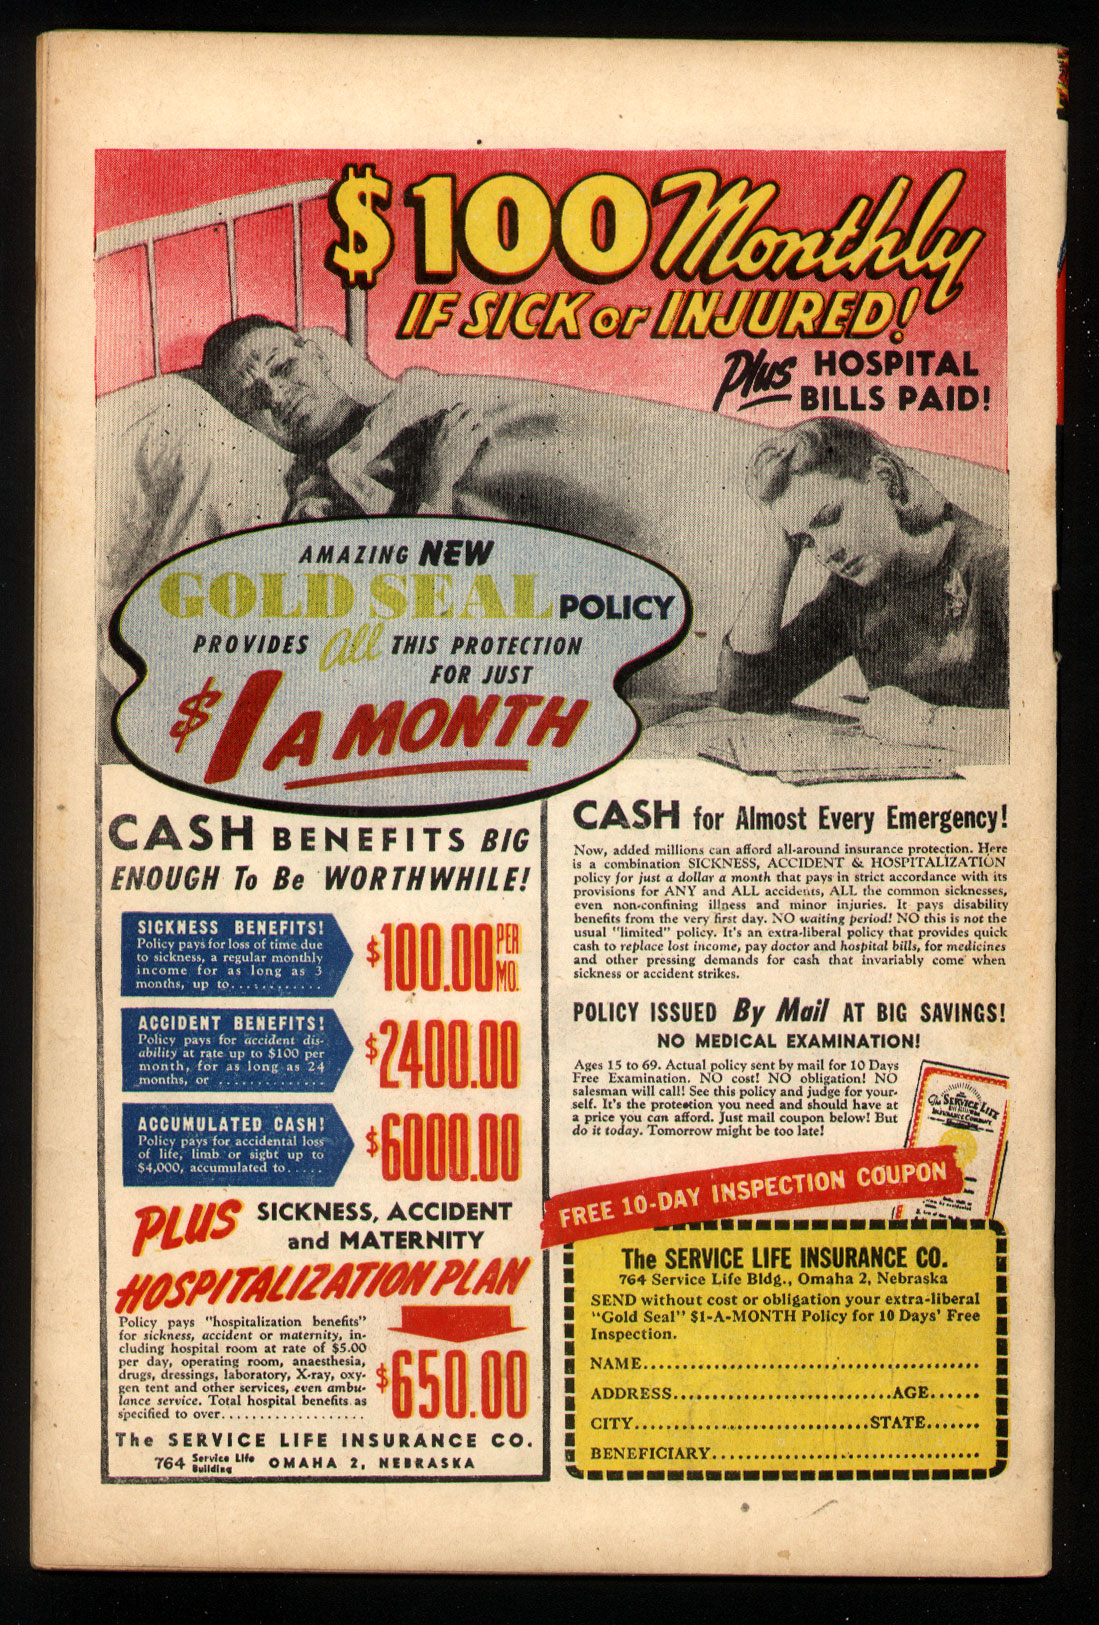 $100 Monthly
IF SICK or INJURED!
Plus HOSPITAL
BILLS PAID!
AMAZING NEW
GOLD SEAL POLICY
PROVIDES All THIS PROTECTION
FOR JUST
$1 A MONTH
CASH BENEFITS BIG
ENOUGH To Be WORTHWHILE!
SICKNESS BENEFITS!
Policy pays for loss of time due
to sickness, a regular monthly
income for as long as 3
months, up to............
$100.00 PER MO.
ACCIDENT BENEFITS!
Policy pays for accident dis-
ability at rate up to $100 per
month, for as long as 24
months, or ..............
$2400.00
ACCUMULATED CASH!
Policy pays for accidental loss
of life, limb or sight up to
$4,000, accumulated to.....
$6000.00
PLUS SICKNESS, ACCIDENT
and MATERNITY
HOSPITALIZATION PLAN
Policy pays "hospitalization benefits"
for sickness, accident or maternity, in-
cluding hospital room at rate of $5.00
per day, operating room, anaesthesia,
drugs, dressings, laboratory, X-ray, oxy-
gen tent and other services, even ambu-
lance service. Total hospital benefits as
specified to over...................
$650.00
The SERVICE LIFE INSURANCE CO.
764 Service Life Building OMAHA 2, NEBRASKA
CASH for Almost Every Emergency!
Now, added millions can afford all-around insurance protection. Here
is a combination SICKNESS, ACCIDENT & HOSPITALIZATION
policy for just a dollar a month that pays in strict accordance with its
provisions for ANY and ALL accidents, ALL the common sicknesses,
even non-confining illness and minor injuries. It pays disability
benefits from the very first day. NO waiting period! NO this is not the
usual "limited" policy. It's an extra-liberal policy that provides quick
cash to replace lost income, pay doctor and hospital bills, for medicines
and other pressing demands for cash that invariably come when
sickness or accident strikes.
POLICY ISSUED By Mail AT BIG SAVINGS!
NO MEDICAL EXAMINATION!
Ages 15 to 69. Actual policy sent by mail for 10 Days
Free Examination. NO cost! NO obligation! NO
salesman will call! See this policy and judge for your-
self. It's the protection you need and should have at
a price you can afford. Just mail coupon below! But
do it today. Tomorrow might be too late!
The SERVICE LIFE
INSURANCE COMPANY
FREE 10-DAY INSPECTION COUPON
The SERVICE LIFE INSURANCE CO.
764 Service Life Bldg., Omaha 2, Nebraska
SEND without cost or obligation your extra-liberal
"Gold Seal" $1-A-MONTH Policy for 10 Days' Free
Inspection.
NAME..........................................
ADDRESS...........................AGE......
CITY.............................STATE.......
BENEFICIARY..................................